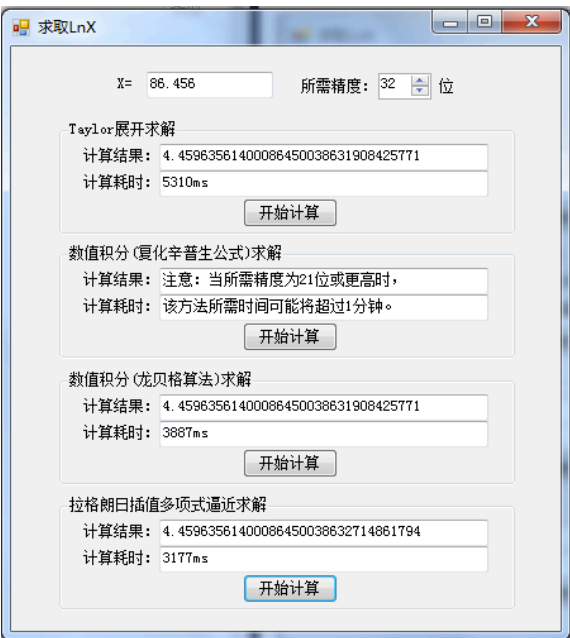 求取LnX
X= 86.456 所需精度: 32 位
Taylor展开求解
计算结果: 4.4596356140008645003863190842577​1
计算耗时: 5310ms
开始计算
数值积分(复化辛普生公式)求解
计算结果: 注意: 当所需精度为21位或更高时,
计算耗时: 该方法所需时间可能将超过1分钟。
开始计算
数值积分(龙贝格算法)求解
计算结果: 4.4596356140008645003863190842577​1
计算耗时: 3887ms
开始计算
拉格朗日插值多项式逼近求解
计算结果: 4.4596356140008645003863271486179​4
计算耗时: 3177ms
开始计算